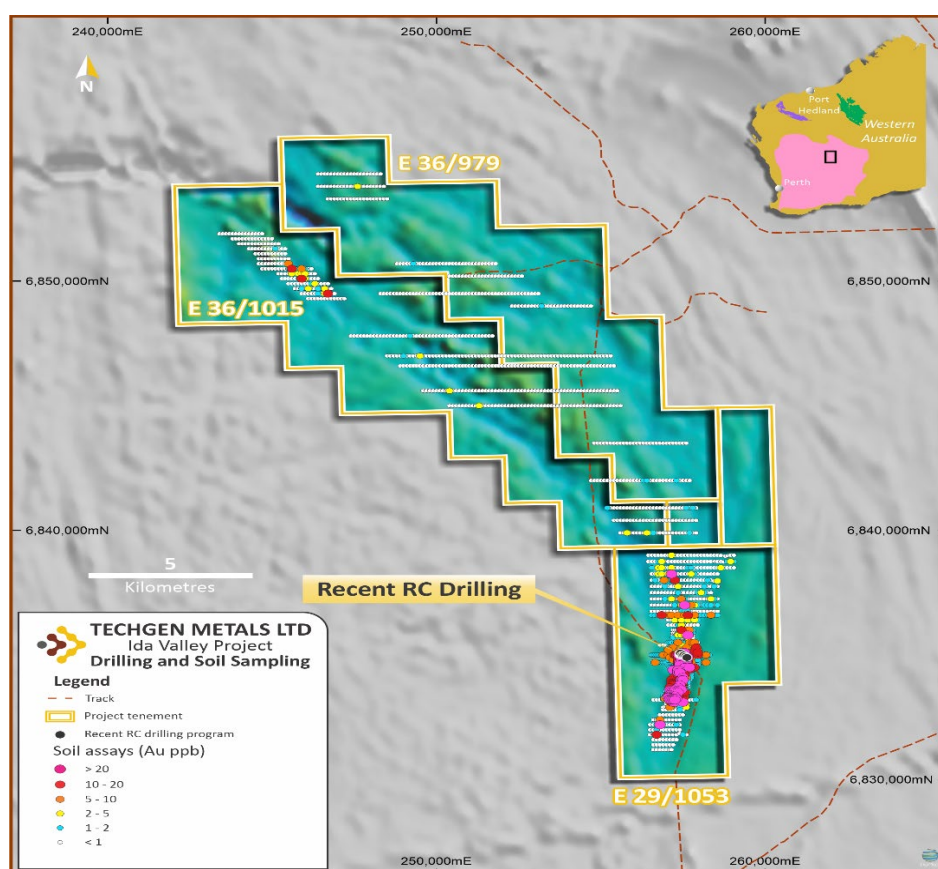 240,000mE
250,000mE
260,000mE
N
Port
Hedland
Western
Australia
Perth
E 36/979
6,850,000mN
6,850,000mN
E 36/1015
6,840,000mN
6,840,000mN
5
Kilometres
Recent RC Drilling
TECHGEN METALS LTD
Ida Valley Project
Drilling and Soil Sampling
Legend
Track
Project tenement
Recent RC drilling program
Soil assays (Au ppb)
> 20
10 - 20
5 - 10
2 - 5
1 - 2
< 1
6,830,000mN
E 29/1053
250,000mE
260,000mE